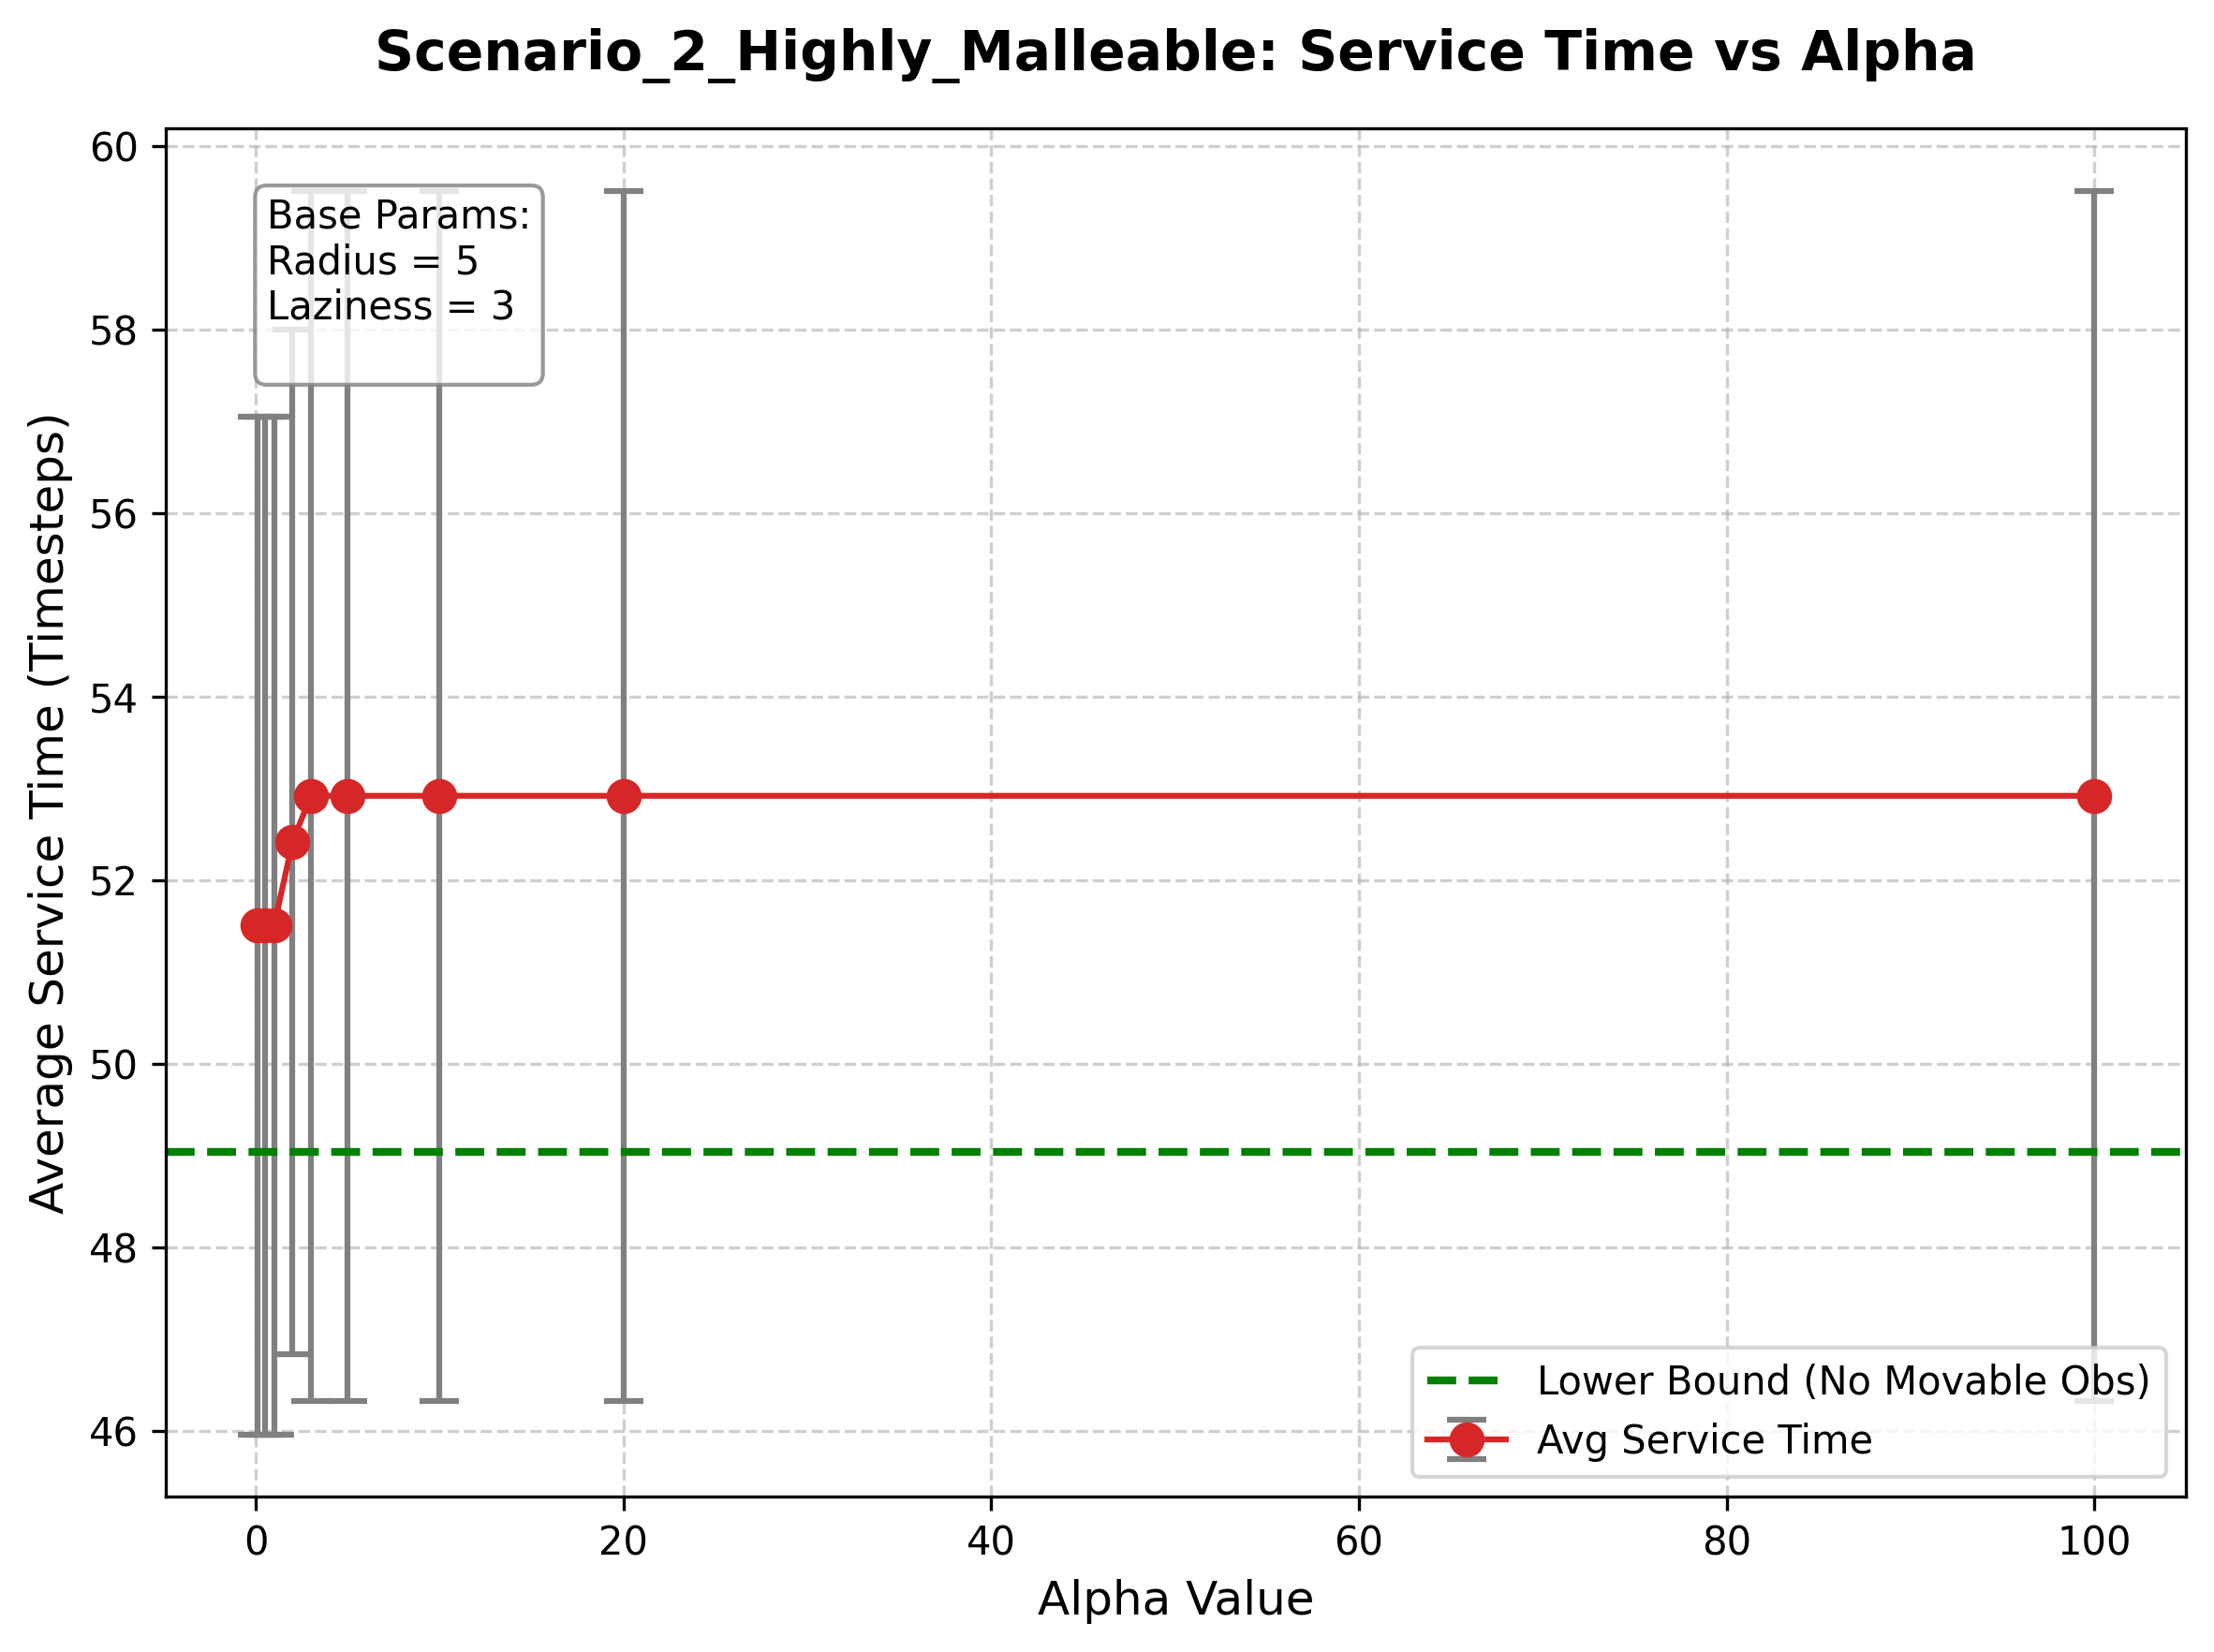 Scenario_2_Highly_Malleable: Service Time vs Alpha
Average Service Time (Timesteps)
60
58
56
54
52
50
48
46
Base Params:
Radius = 5
Laziness = 3
Lower Bound (No Movable Obs)
Avg Service Time
0
20
40
60
80
100
Alpha Value